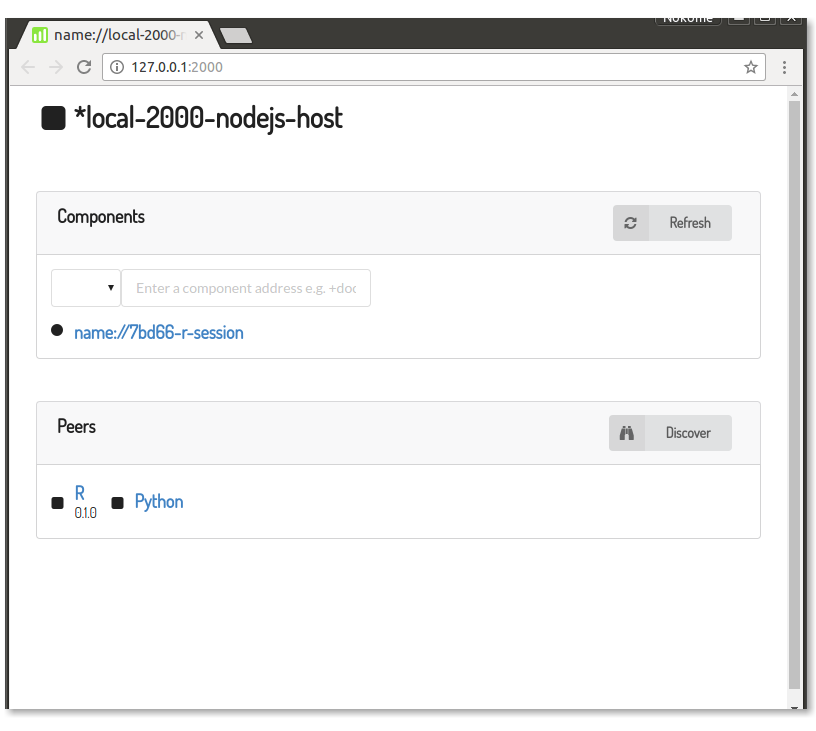 Nokome
name://local-2000-
127.0.0.1:2000
*local-2000-nodejs-host
Components
Refresh
Enter a component address e.g. +doc
name://7bd66-r-session
Peers
Discover
R
0.1.0
Python